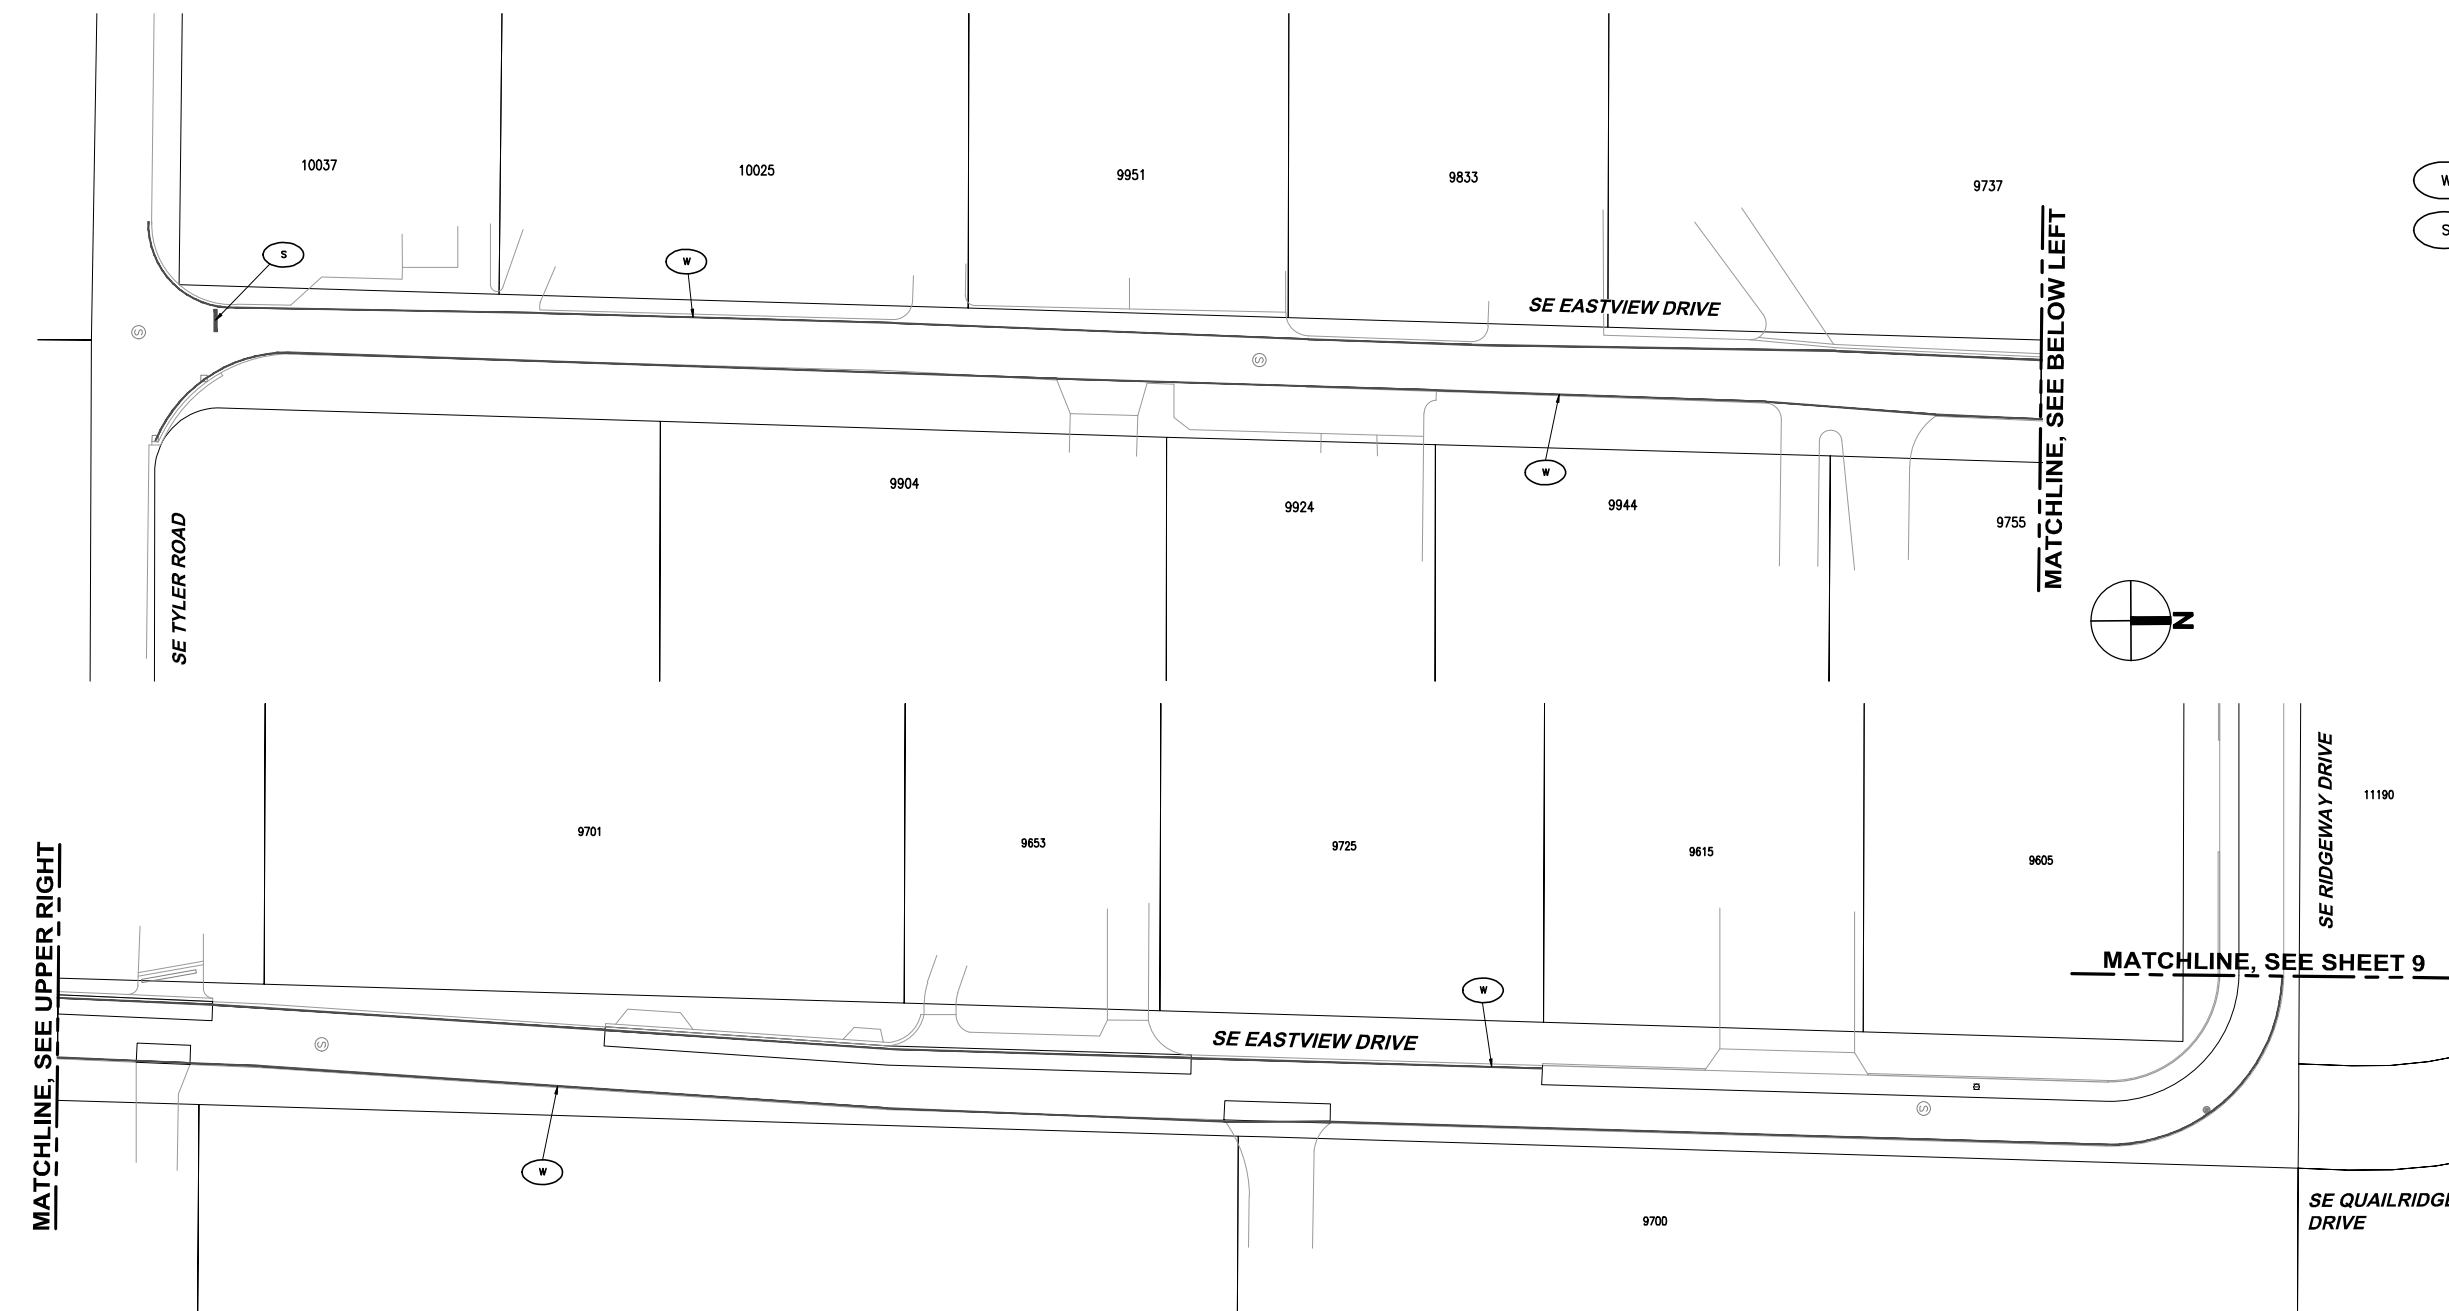 10037
10025
9951
9833
9737
W
S
S
W
SE EASTVIEW DRIVE
MATCHLINE, SEE BELOW LEFT
S
S
W
9904
9924
9944
9755
SE TYLER ROAD
N
9701
9653
9725
9615
9605
SE RIDGEWAY DRIVE
11190
MATCHLINE, SEE UPPER RIGHT
MATCHLINE, SEE SHEET 9
W
SE EASTVIEW DRIVE
S
S
W
9700
SE QUAILRIDGE
DRIVE